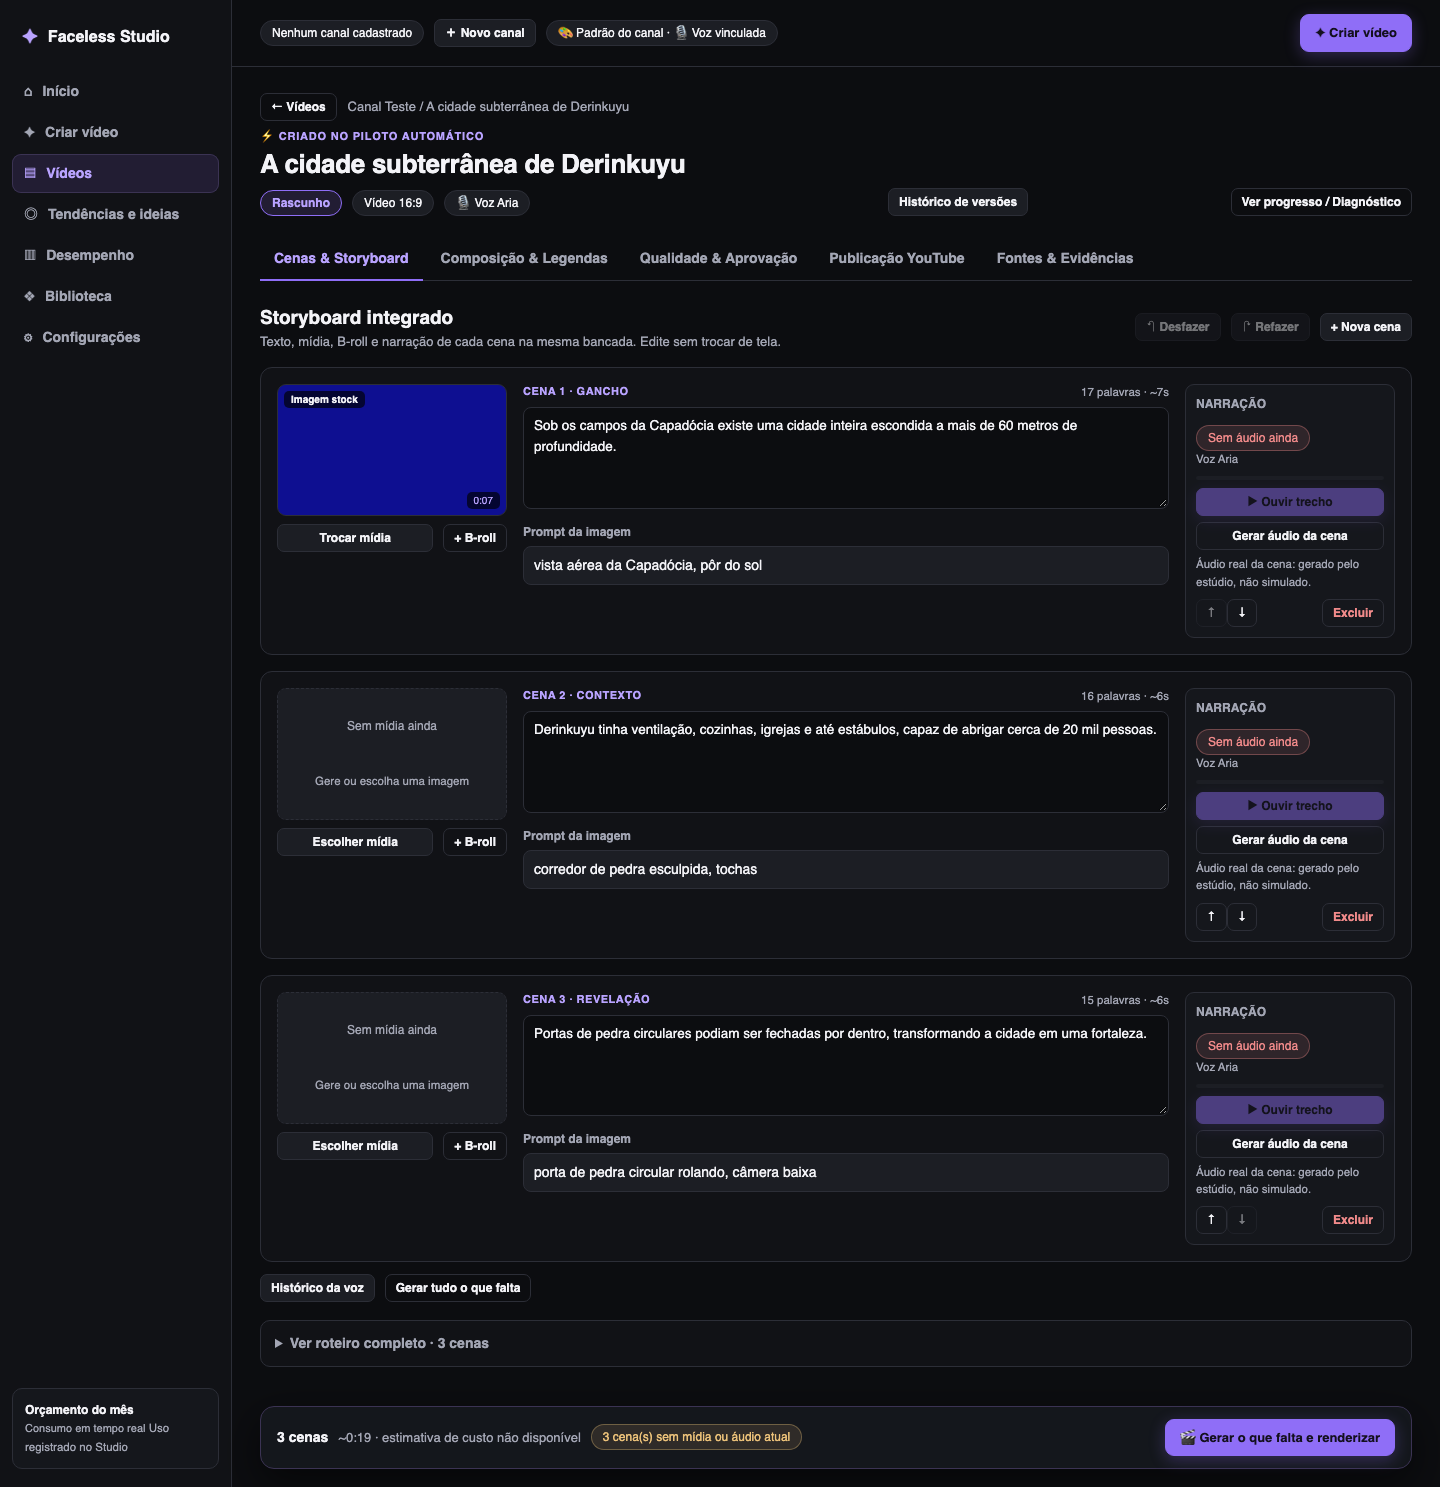 Faceless Studio
Início
Criar vídeo
Vídeos
Tendências e ideias
Desempenho
Biblioteca
Configurações
Orçamento do mês
Consumo em tempo real Uso
registrado no Studio
Nenhum canal cadastrado
+ Novo canal
Padrão do canal · Voz vinculada
Criar vídeo
← Vídeos
Canal Teste / A cidade subterrânea de Derinkuyu
CRIADO NO PILOTO AUTOMÁTICO
A cidade subterrânea de Derinkuyu
Rascunho
Vídeo 16:9
Voz Aria
Histórico de versões
Ver progresso / Diagnóstico
Cenas & Storyboard
Composição & Legendas
Qualidade & Aprovação
Publicação YouTube
Fontes & Evidências
Storyboard integrado
Texto, mídia, B-roll e narração de cada cena na mesma bancada. Edite sem trocar de tela.
Desfazer
Refazer
+ Nova cena
Imagem stock
0:07
Trocar mídia
+ B-roll
CENA 1 · GANCHO
17 palavras · ~7s
Sob os campos da Capadócia existe uma cidade inteira escondida a mais de 60 metros de
profundidade.
Prompt da imagem
vista aérea da Capadócia, pôr do sol
NARRAÇÃO
Sem áudio ainda
Voz Aria
▶ Ouvir trecho
Gerar áudio da cena
Áudio real da cena: gerado pelo
estúdio, não simulado.
↑
↓
Excluir
Sem mídia ainda
Gere ou escolha uma imagem
Escolher mídia
+ B-roll
CENA 2 · CONTEXTO
16 palavras · ~6s
Derinkuyu tinha ventilação, cozinhas, igrejas e até estábulos, capaz de abrigar cerca de 20 mil pessoas.
Prompt da imagem
corredor de pedra esculpida, tochas
NARRAÇÃO
Sem áudio ainda
Voz Aria
▶ Ouvir trecho
Gerar áudio da cena
Áudio real da cena: gerado pelo
estúdio, não simulado.
↑
↓
Excluir
Sem mídia ainda
Gere ou escolha uma imagem
Escolher mídia
+ B-roll
CENA 3 · REVELAÇÃO
15 palavras · ~6s
Portas de pedra circulares podiam ser fechadas por dentro, transformando a cidade em uma fortaleza.
Prompt da imagem
porta de pedra circular rolando, câmera baixa
NARRAÇÃO
Sem áudio ainda
Voz Aria
▶ Ouvir trecho
Gerar áudio da cena
Áudio real da cena: gerado pelo
estúdio, não simulado.
↑
↓
Excluir
Histórico da voz
Gerar tudo o que falta
▶ Ver roteiro completo · 3 cenas
3 cenas
~0:19 · estimativa de custo não disponível
3 cena(s) sem mídia ou áudio atual
Gerar o que falta e renderizar